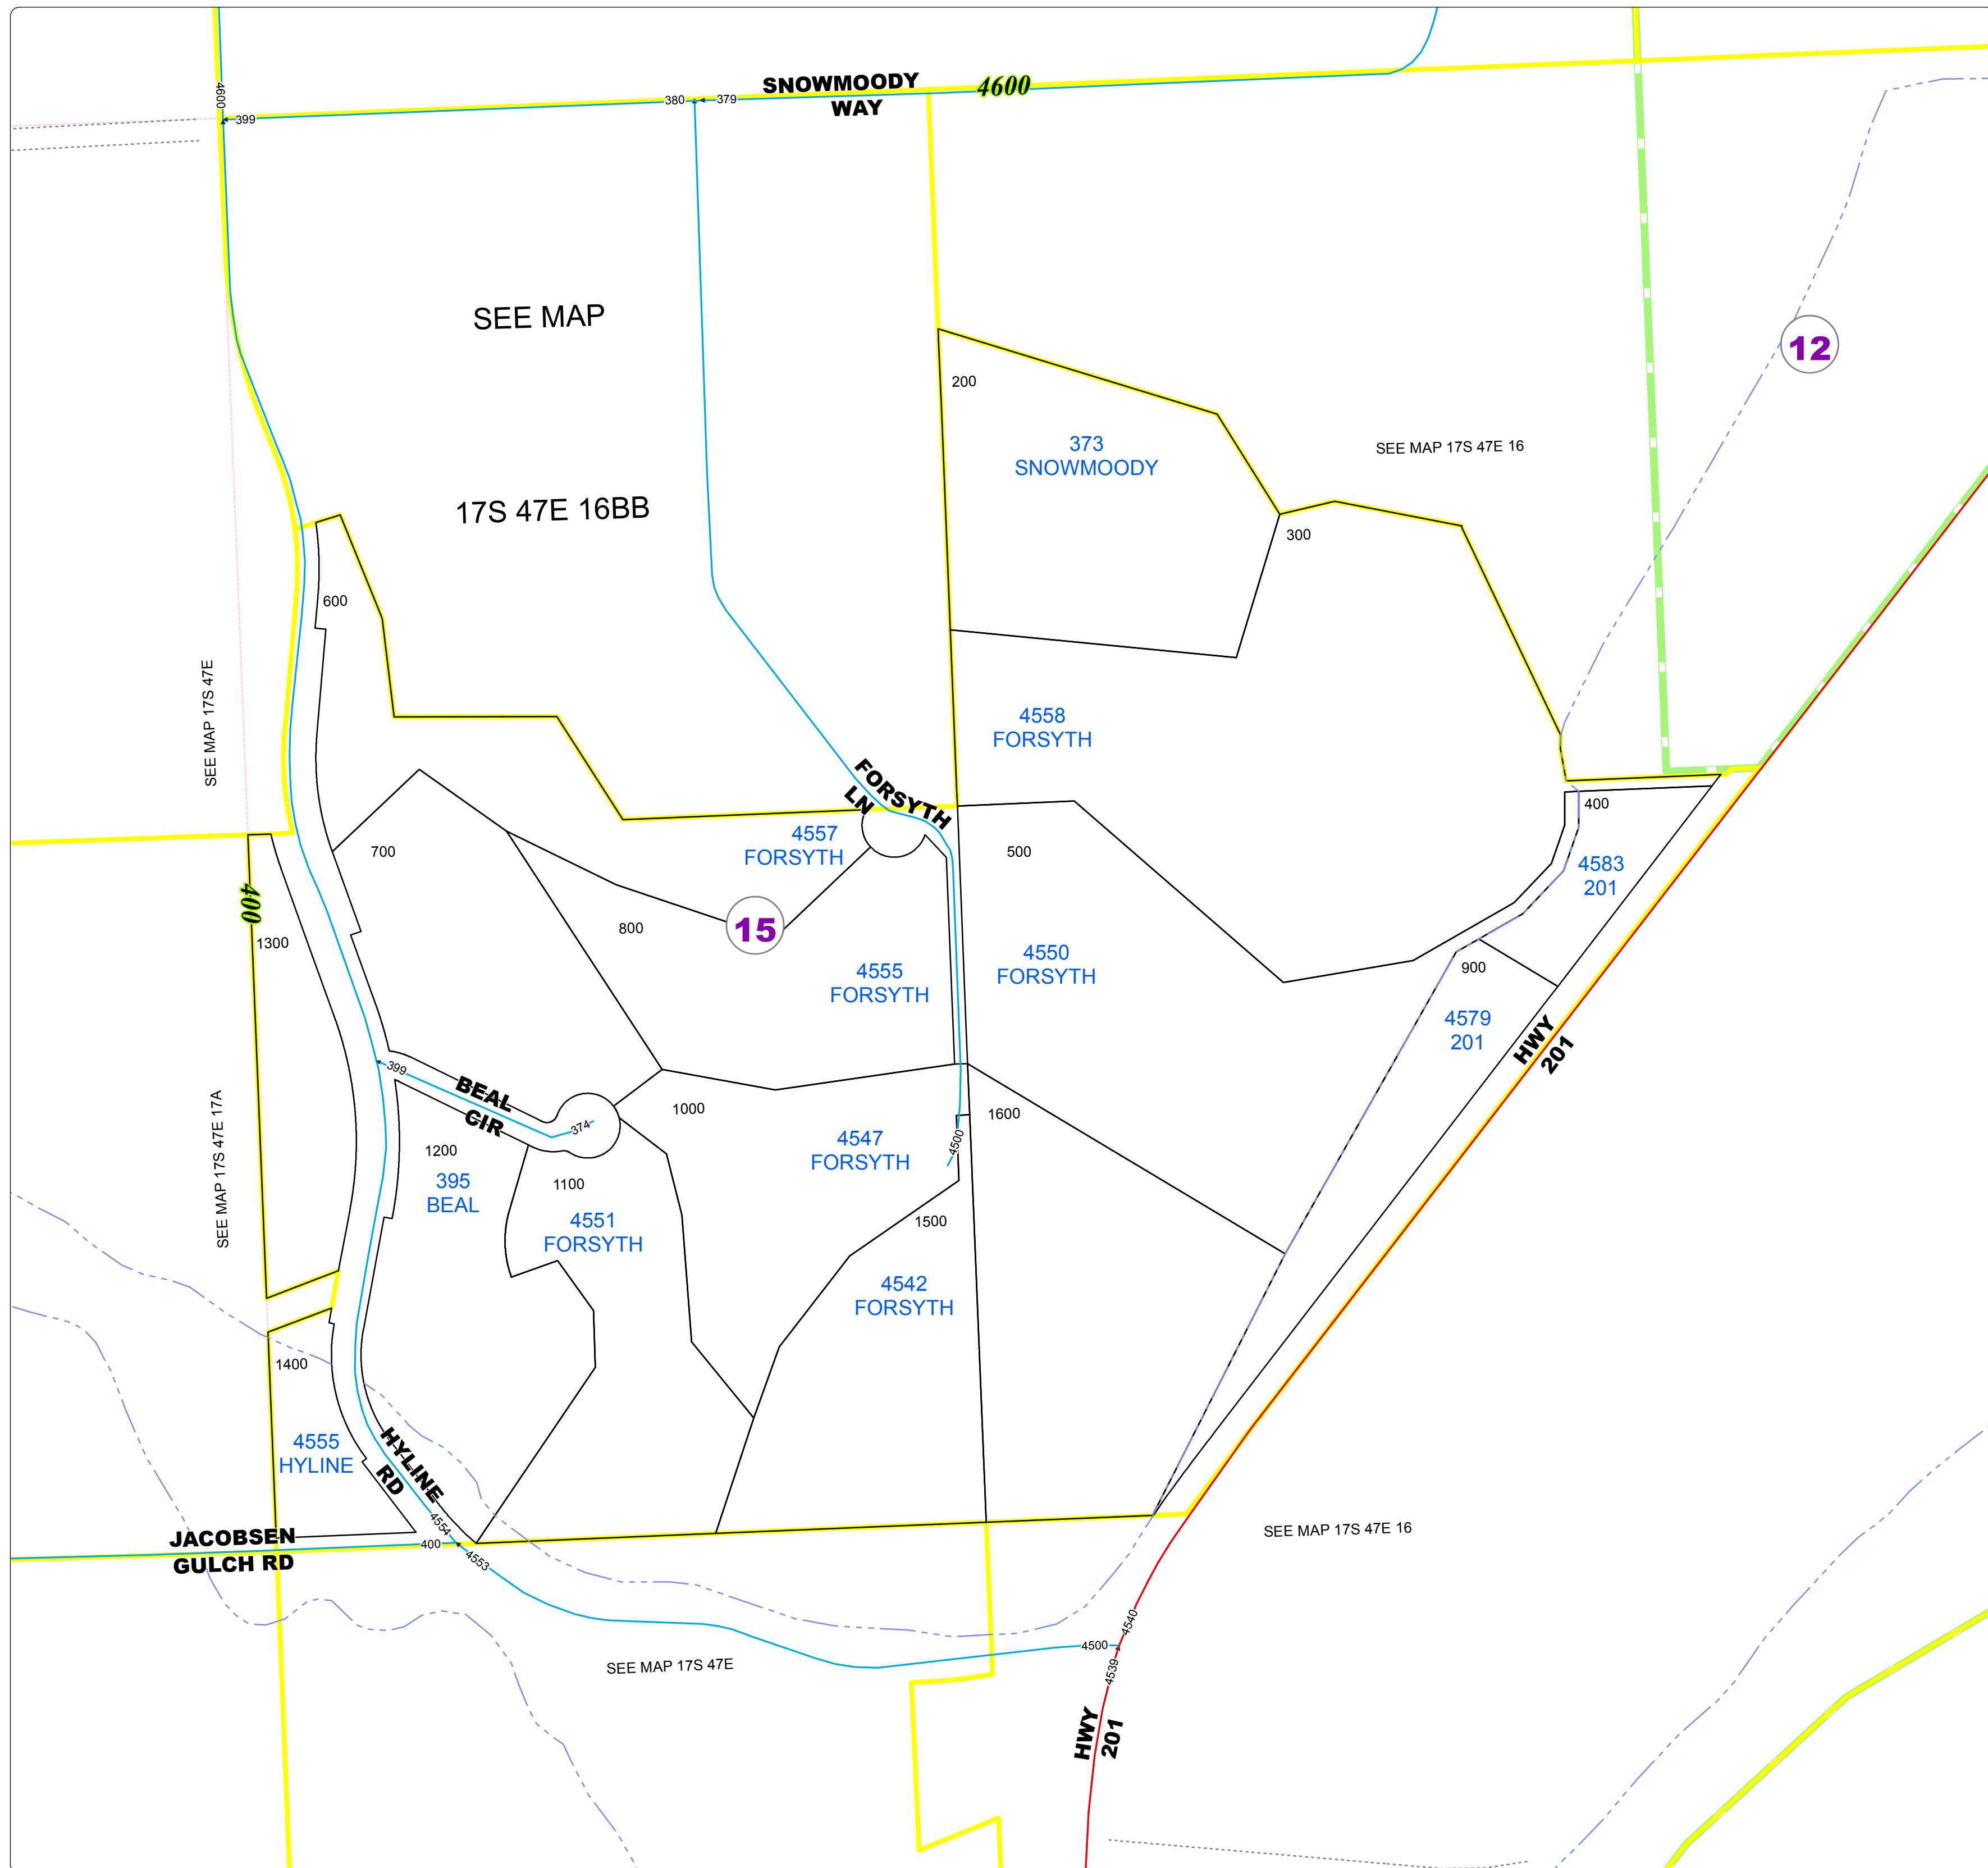 4600
SNOWMOODY
WAY
4600
380
379
399
SEE MAP
12
200
373
SNOWMOODY
SEE MAP 17S 47E 16
17S 47E 16BB
300
600
SEE MAP 17S 47E
4558
FORSYTH
FORSYTH
LN
400
4557
FORSYTH
700
500
4583
201
400
800
15
1300
4550
FORSYTH
4555
FORSYTH
900
4579
201
HWY
201
399
BEAL
CIR
374
1000
1600
4547
FORSYTH
4500
SEE MAP 17S 47E 17A
1200
395
BEAL
1100
4551
FORSYTH
1500
4542
FORSYTH
1400
4555
HYLINE
HYLINE
RD
4554
JACOBSEN
GULCH RD
400
4553
SEE MAP 17S 47E 16
4540
4500
4539
SEE MAP 17S 47E
HWY
201